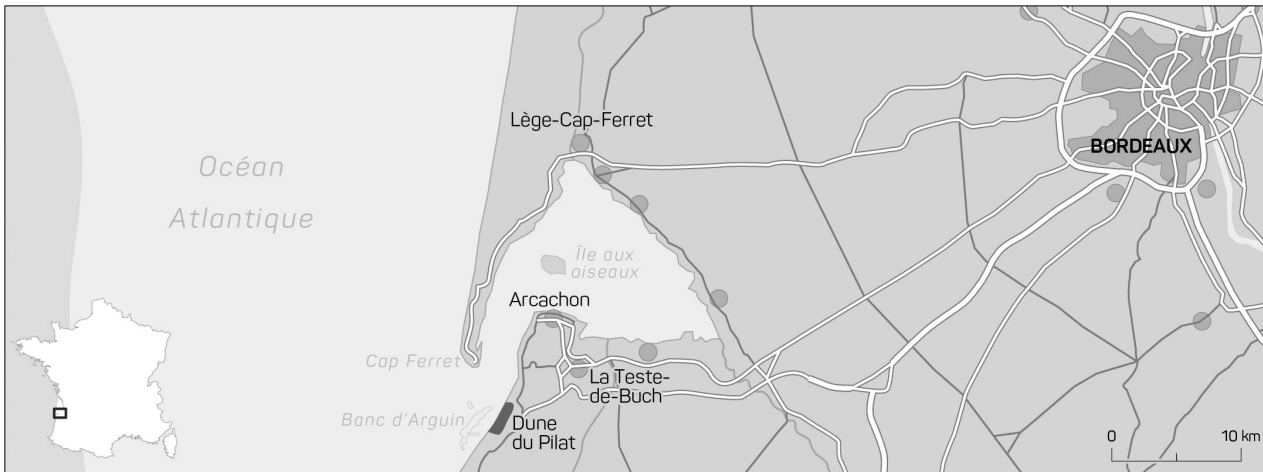 Lège-Cap-Ferret
BORDEAUX
Océan
Atlantique
Île aux
oiseaux
Arcachon
Cap Ferret
La Teste-
de-Buch
Banc d'Arguin
Dune
du Pilat
0 10 km